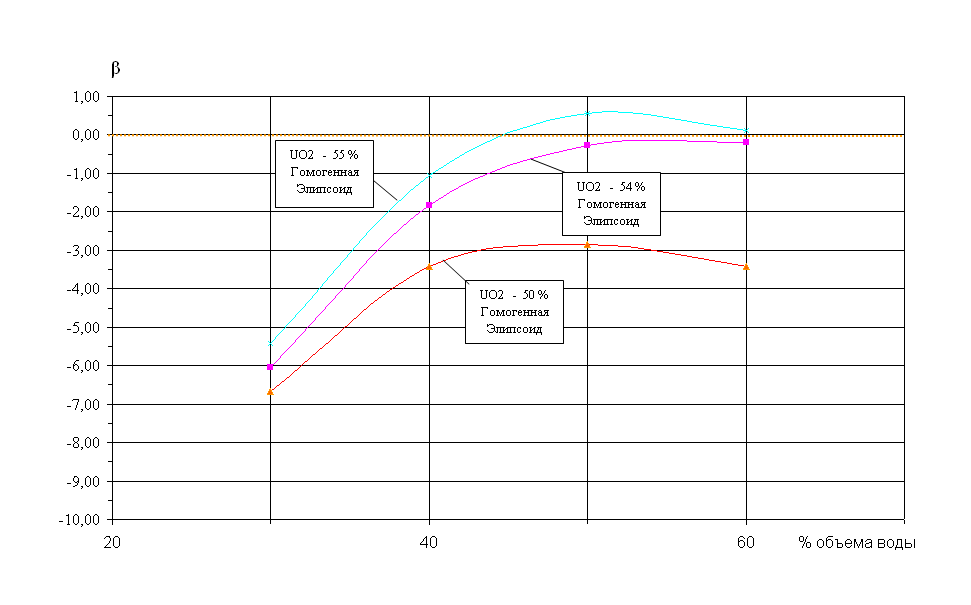 β
1,00
0,00
-1,00
-2,00
-3,00
-4,00
-5,00
-6,00
-7,00
-8,00
-9,00
-10,00
UO2 - 55 %
Гомогенная
Элипсоид
UO2 - 54 %
Гомогенная
Элипсоид
UO2 - 50 %
Гомогенная
Элипсоид
20
40
60
% объема воды